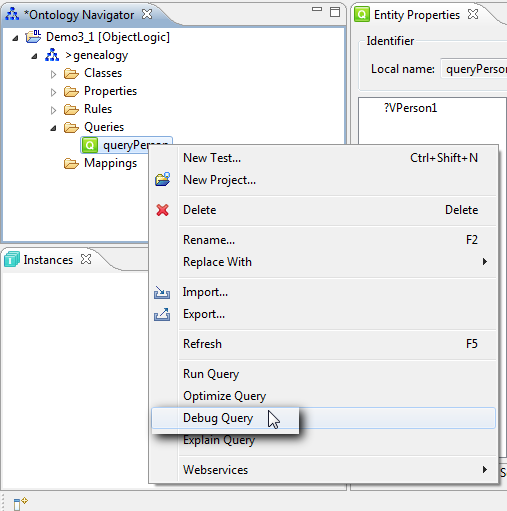 *Ontology Navigator
Demo3_1 [ObjectLogic]
>genealogy
Classes
Properties
Rules
Queries
queryPerson
Mappings
Instances
Entity Properties
Identifier
Local name: queryPerso
?VPerson1
New Test... Ctrl+Shift+N
New Project...
Delete Delete
Rename... F2
Replace With
Import...
Export...
Refresh F5
Run Query
Optimize Query
Debug Query
Explain Query
Webservices